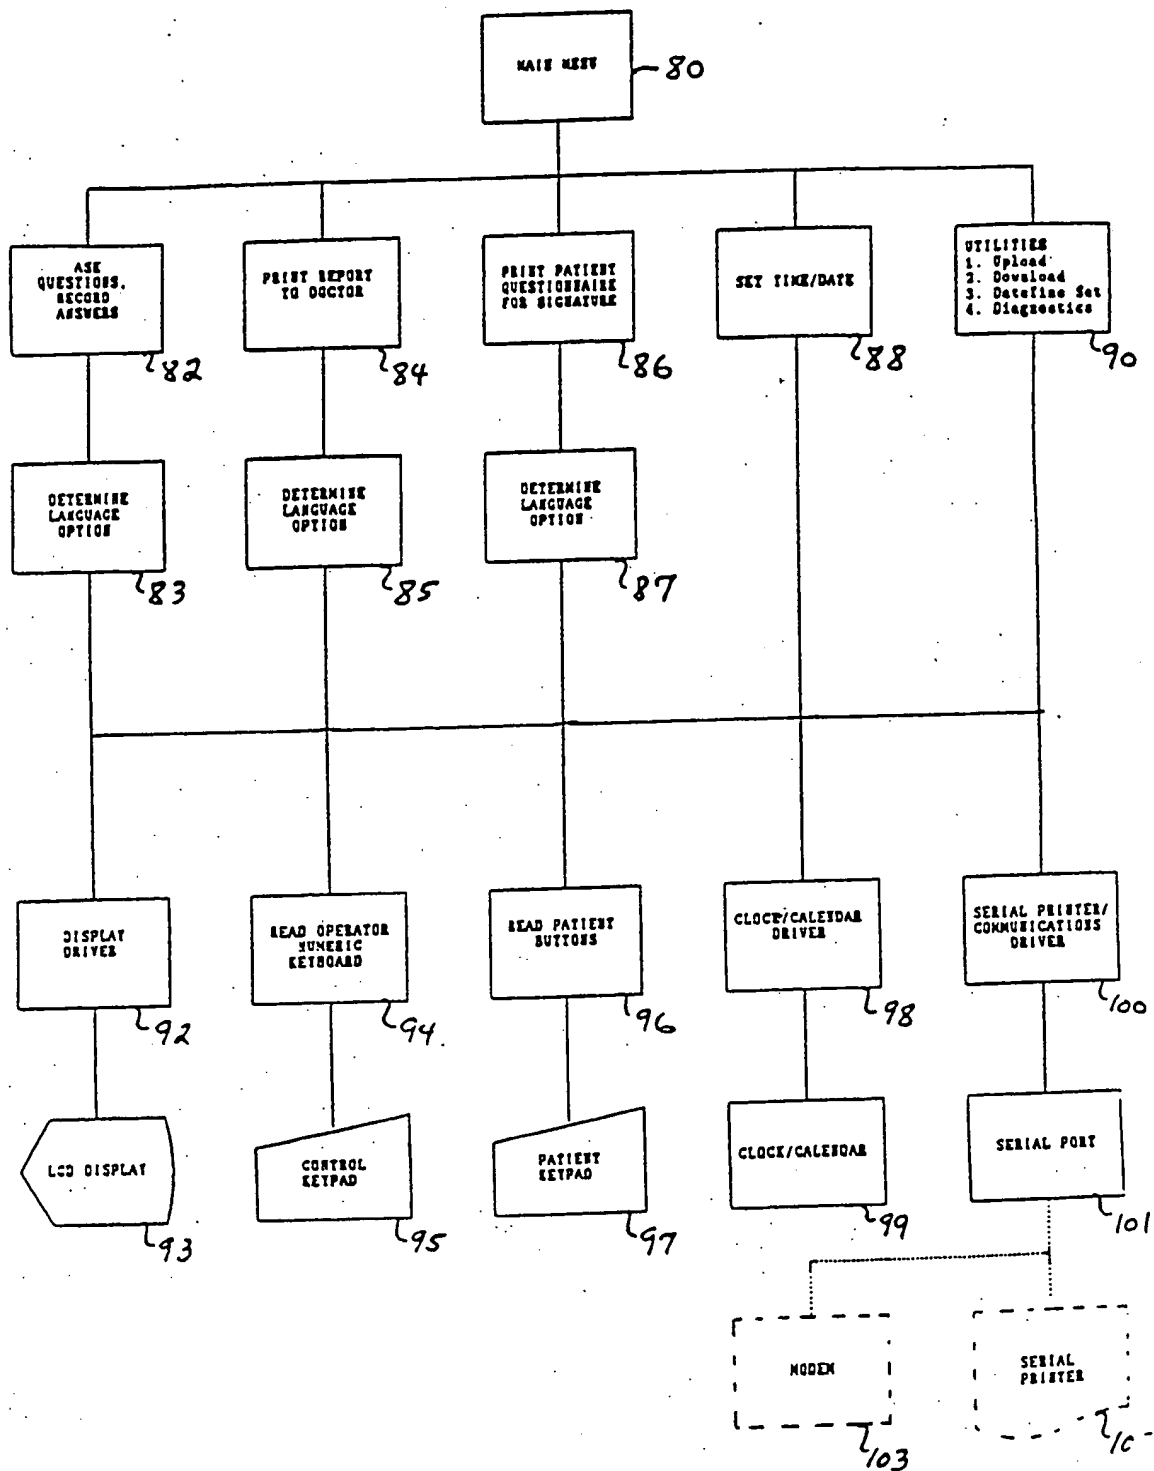 MAIN MENU
80
ASK
QUESTIONS,
RECORD
ANSWERS
82
PRINT REPORT
TO DOCTOR
84
PRINT PATIENT
QUESTIONNAIRE
FOR SIGNATURE
86
SET TIME/DATE
88
UTILITIES
1. Upload
2. Download
3. Datetime Set
4. Diagnostics
90
DETERMINE
LANGUAGE
OPTION
83
DETERMINE
LANGUAGE
OPTION
85
DETERMINE
LANGUAGE
OPTION
87
DISPLAY
DRIVER
92
READ OPERATOR
NUMERIC
KEYBOARD
94
READ PATIENT
BUTTONS
96
CLOCK/CALENDAR
DRIVER
98
SERIAL PRINTER/
COMMUNICATIONS
DRIVER
100
LCD DISPLAY
93
CONTROL
KEYPAD
95
PATIENT
KEYPAD
97
CLOCK/CALENDAR
99
SERIAL PORT
101
MODEM
103
SERIAL
PRINTER